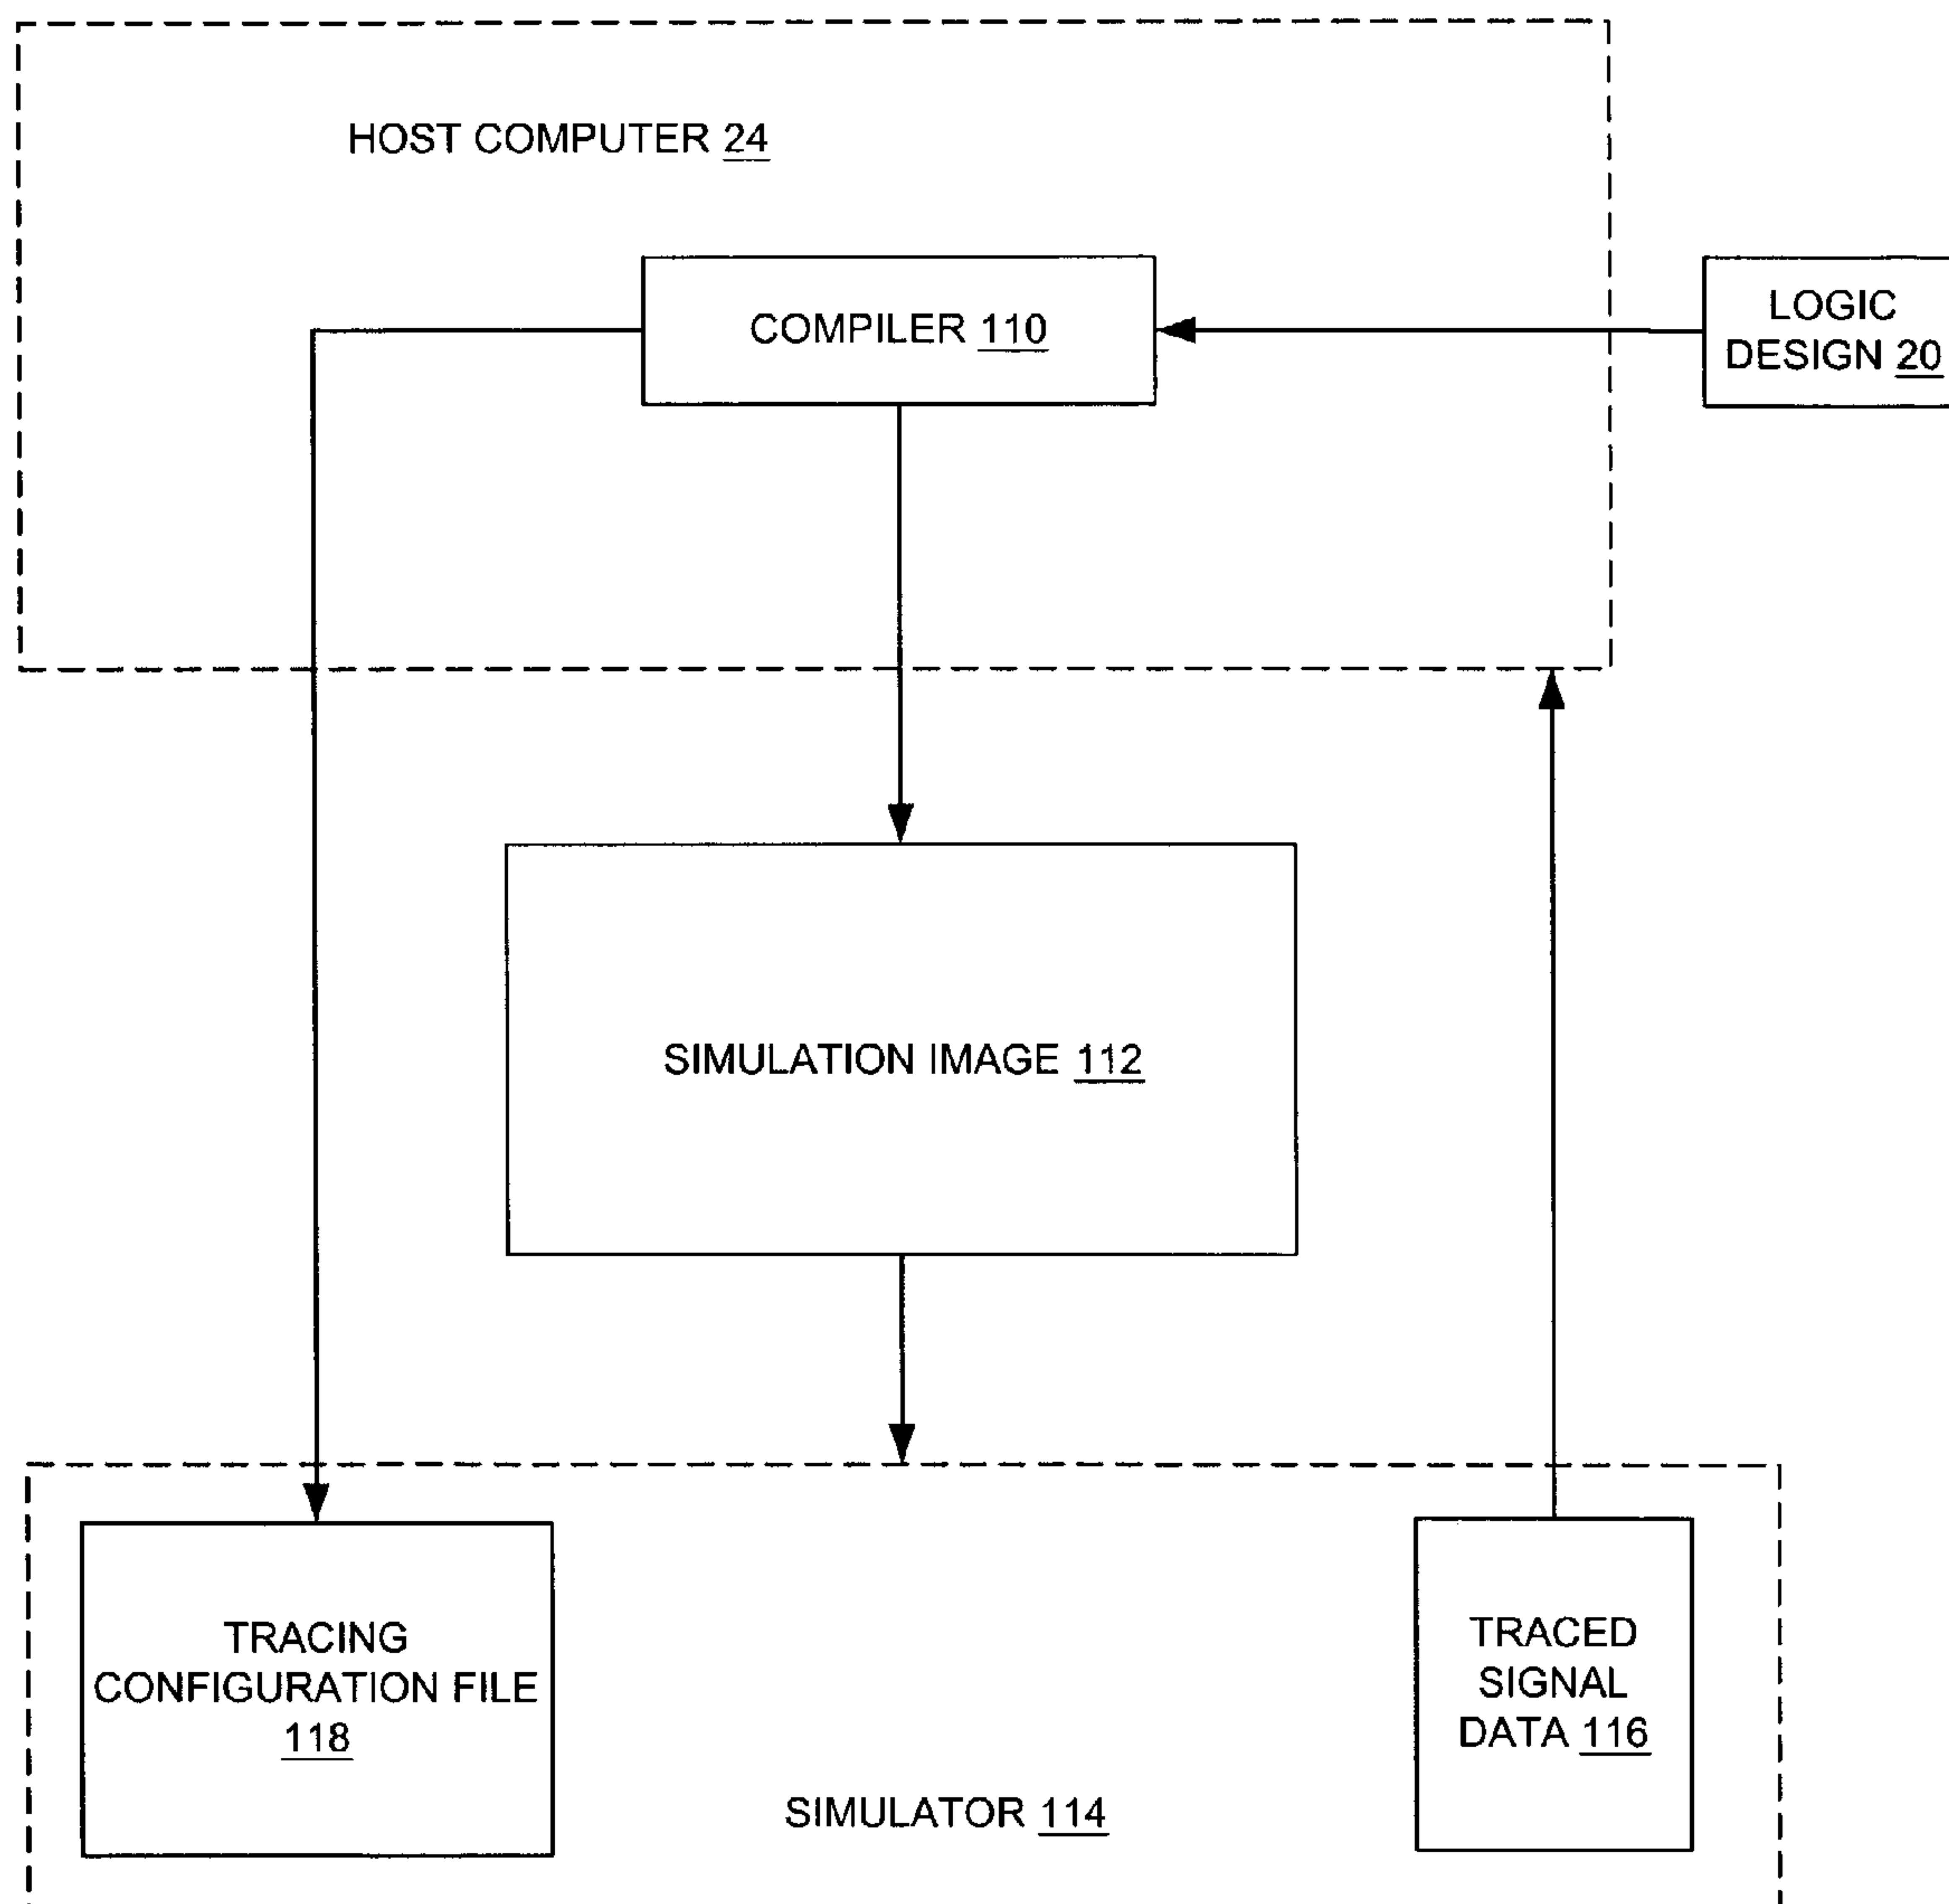 HOST COMPUTER 24
COMPILER 110
LOGIC
DESIGN 20
SIMULATION IMAGE 112
TRACING
CONFIGURATION FILE
118
TRACED
SIGNAL
DATA 116
SIMULATOR 114